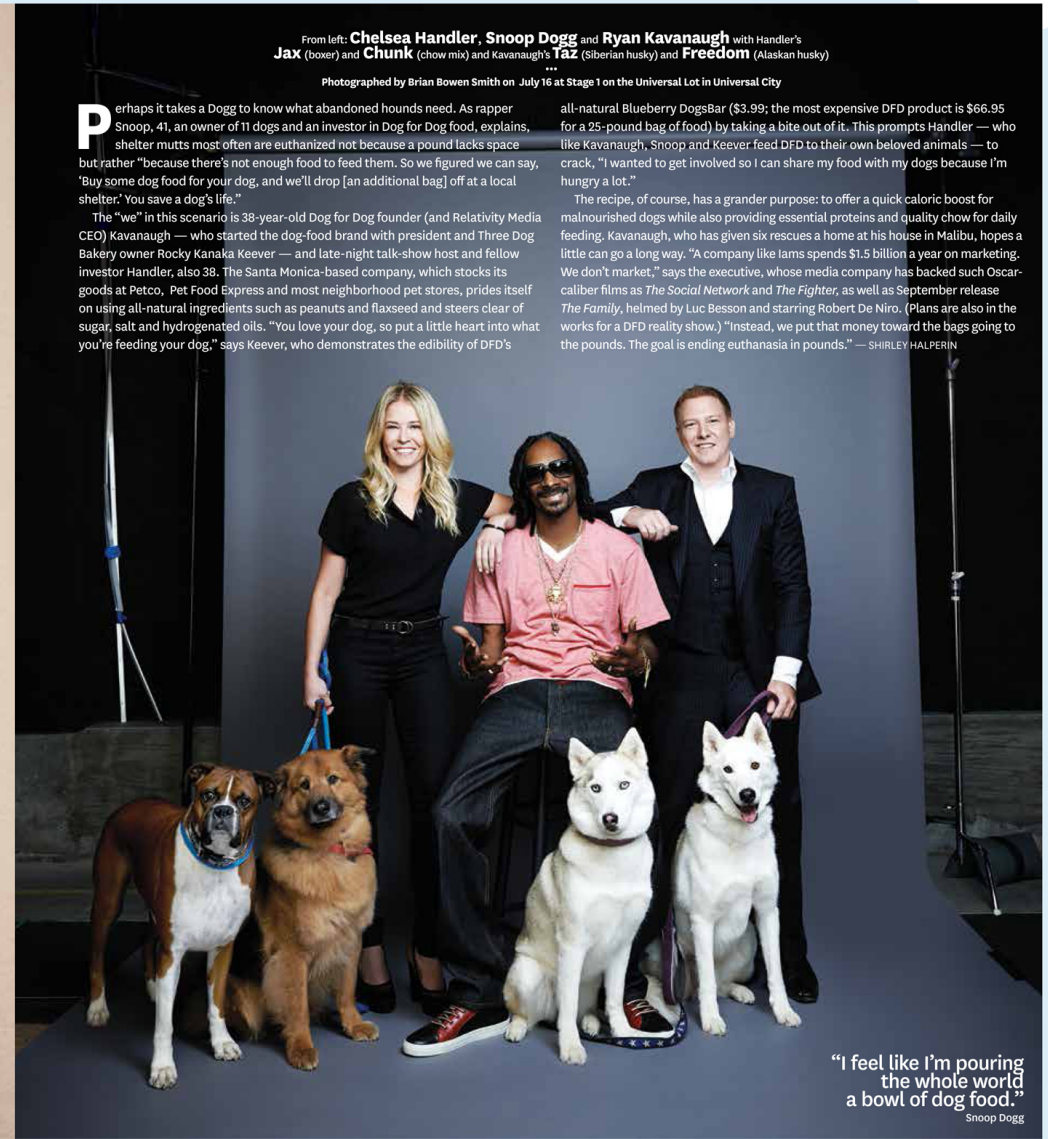 From left: Chelsea Handler, Snoop Dogg and Ryan Kavanaugh with Handler's
Jax (boxer) and Chunk (chow mix) and Kavanaugh's Taz (Siberian husky) and Freedom (Alaskan husky)
•••
Photographed by Brian Bowen Smith on July 16 at Stage 1 on the Universal Lot in Universal City
Perhaps it takes a Dogg to know what abandoned hounds need. As rapper
Snoop, 41, an owner of 11 dogs and an investor in Dog for Dog food, explains,
shelter mutts most often are euthanized not because a pound lacks space
but rather “because there's not enough food to feed them. So we figured we can say,
‘Buy some dog food for your dog, and we'll drop [an additional bag] off at a local
shelter.’ You save a dog's life.”
The “we” in this scenario is 38-year-old Dog for Dog founder (and Relativity Media
CEO) Kavanaugh — who started the dog-food brand with president and Three Dog
Bakery owner Rocky Kanaka Keever — and late-night talk-show host and fellow
investor Handler, also 38. The Santa Monica-based company, which stocks its
goods at Petco, Pet Food Express and most neighborhood pet stores, prides itself
on using all-natural ingredients such as peanuts and flaxseed and steers clear of
sugar, salt and hydrogenated oils. “You love your dog, so put a little heart into what
you're feeding your dog,” says Keever, who demonstrates the edibility of DFD's
all-natural Blueberry DogsBar ($3.99; the most expensive DFD product is $66.95
for a 25-pound bag of food) by taking a bite out of it. This prompts Handler — who
like Kavanaugh, Snoop and Keever feed DFD to their own beloved animals — to
crack, “I wanted to get involved so I can share my food with my dogs because I'm
hungry a lot.”
The recipe, of course, has a grander purpose: to offer a quick caloric boost for
malnourished dogs while also providing essential proteins and quality chow for daily
feeding. Kavanaugh, who has given six rescues a home at his house in Malibu, hopes a
little can go a long way. “A company like Iams spends $1.5 billion a year on marketing.
We don't market,” says the executive, whose media company has backed such Oscar-
caliber films as The Social Network and The Fighter, as well as September release
The Family, helmed by Luc Besson and starring Robert De Niro. (Plans are also in the
works for a DFD reality show.) “Instead, we put that money toward the bags going to
the pounds. The goal is ending euthanasia in pounds.” — SHIRLEY HALPERIN
“I feel like I'm pouring
the whole world
a bowl of dog food.”
Snoop Dogg